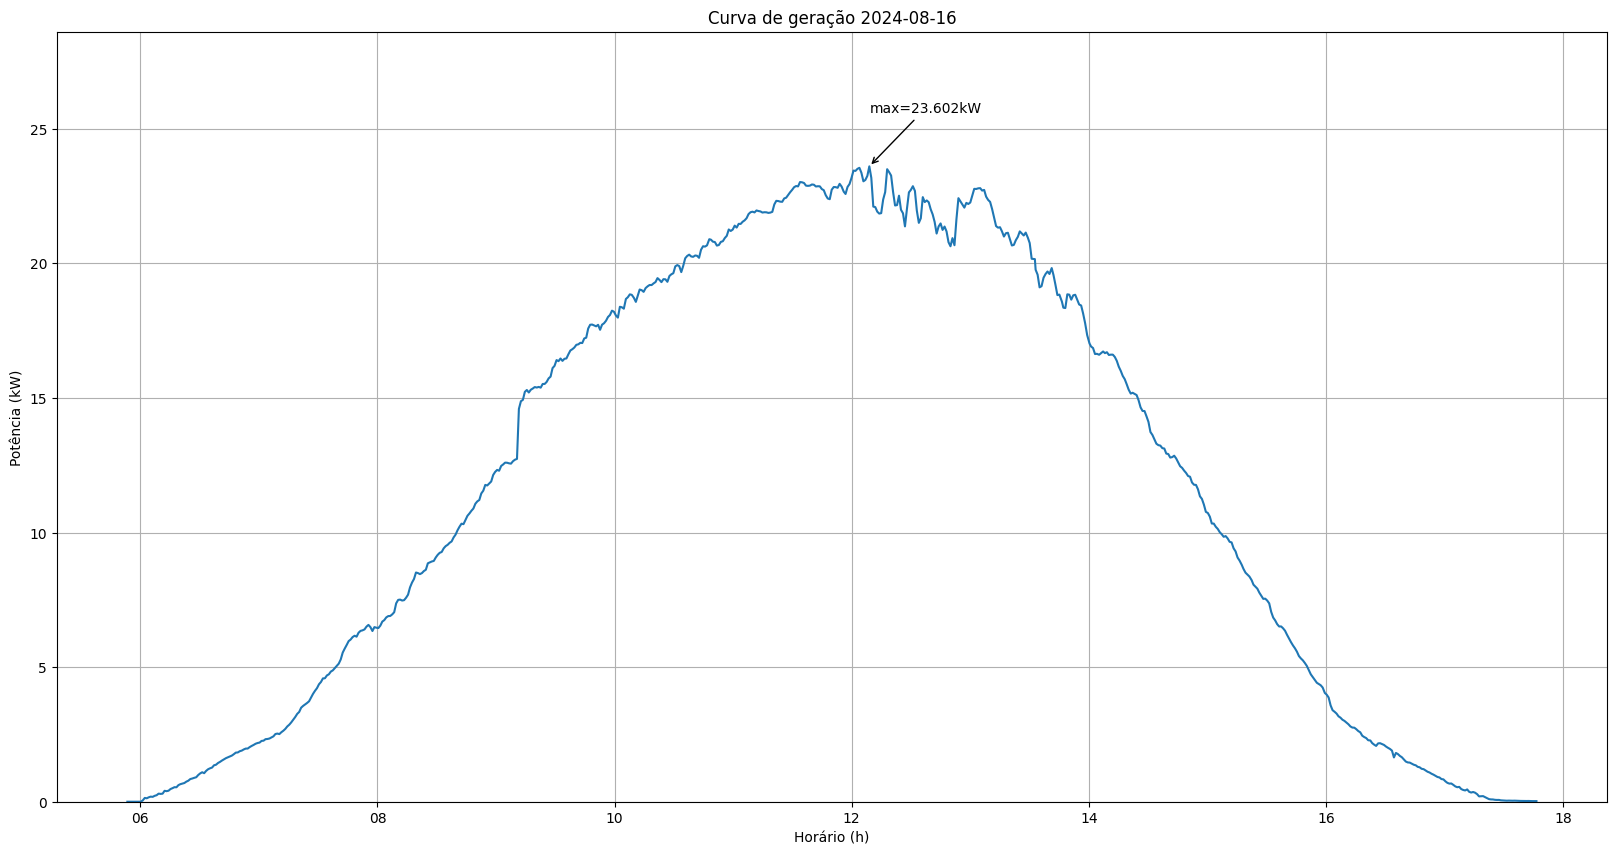 Curva de geração 2024-08-16
max=23.602kW
25
20
15
10
5
0
Potência (kW)
06 08 10 12 14 16 18
Horário (h)